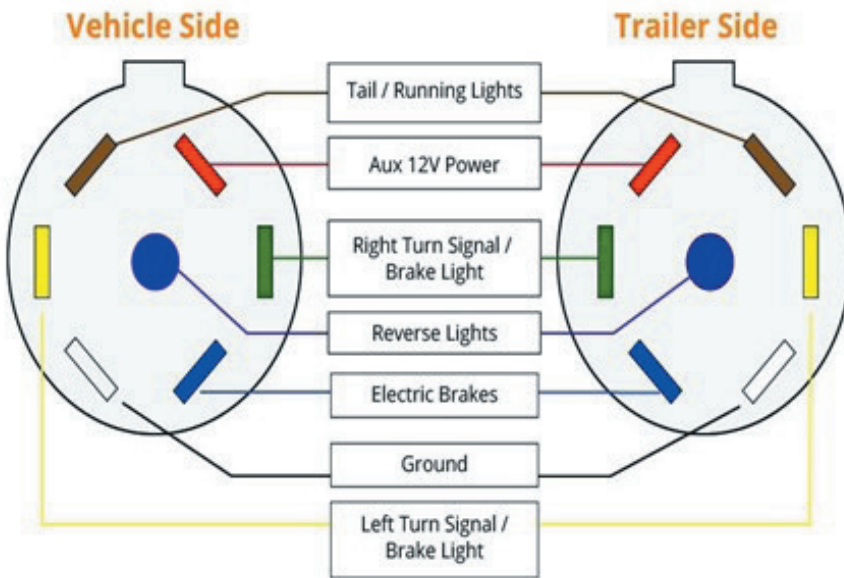 Vehicle Side
Trailer Side
Tail / Running Lights
Aux 12V Power
Right Turn Signal /
Brake Light
Reverse Lights
Electric Brakes
Ground
Left Turn Signal /
Brake Light